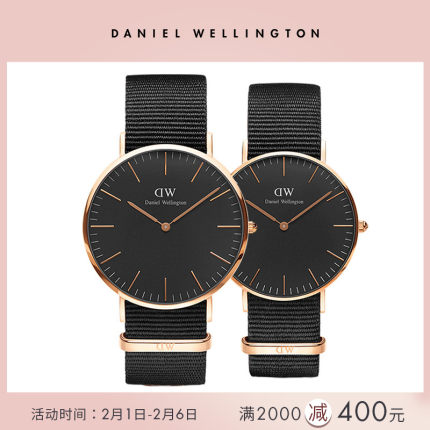 DANIEL WELLINGTON
DW
Daniel Wellington
DW
Daniel Wellington
DW
DW
活动时间：2月1日-2月6日
满2000减400元